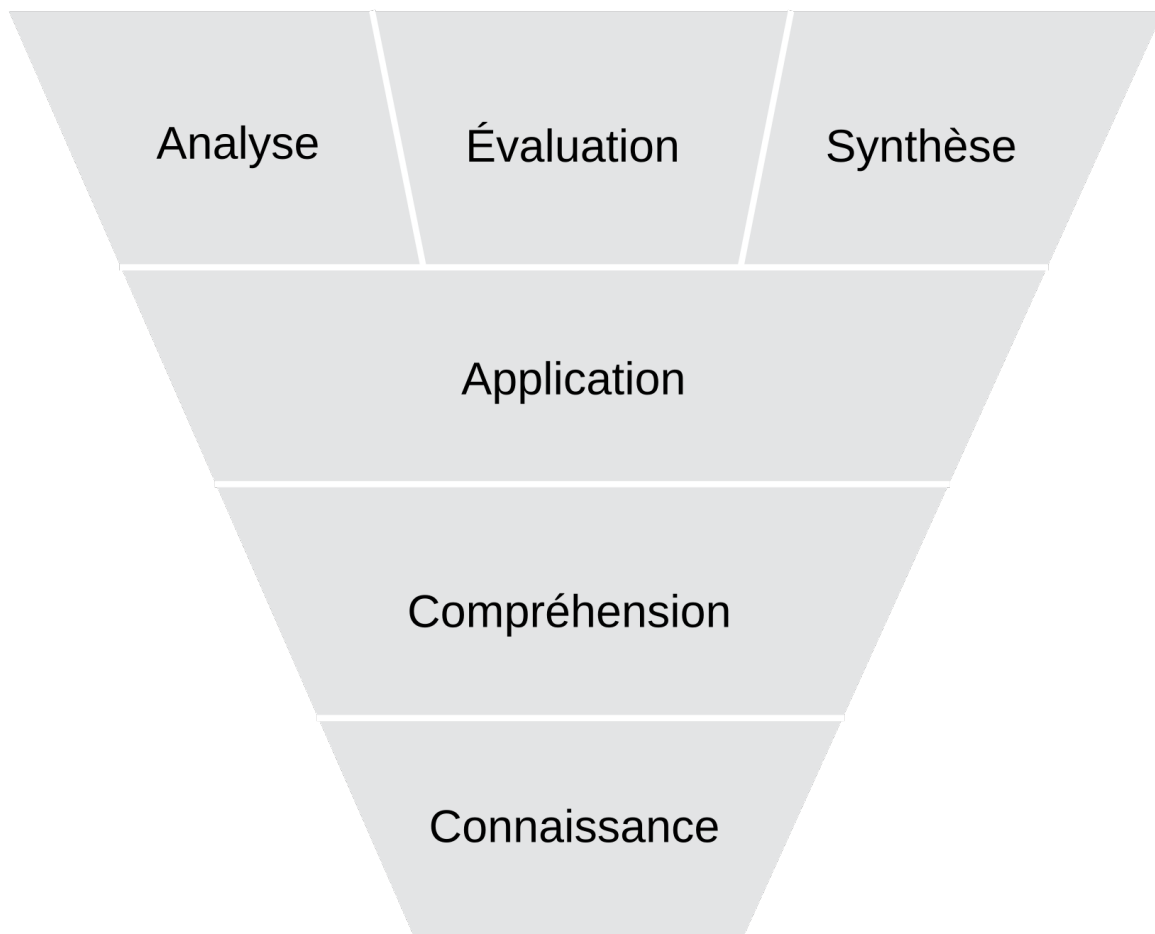 Analyse
Évaluation
Synthèse
Application
Compréhension
Connaissance